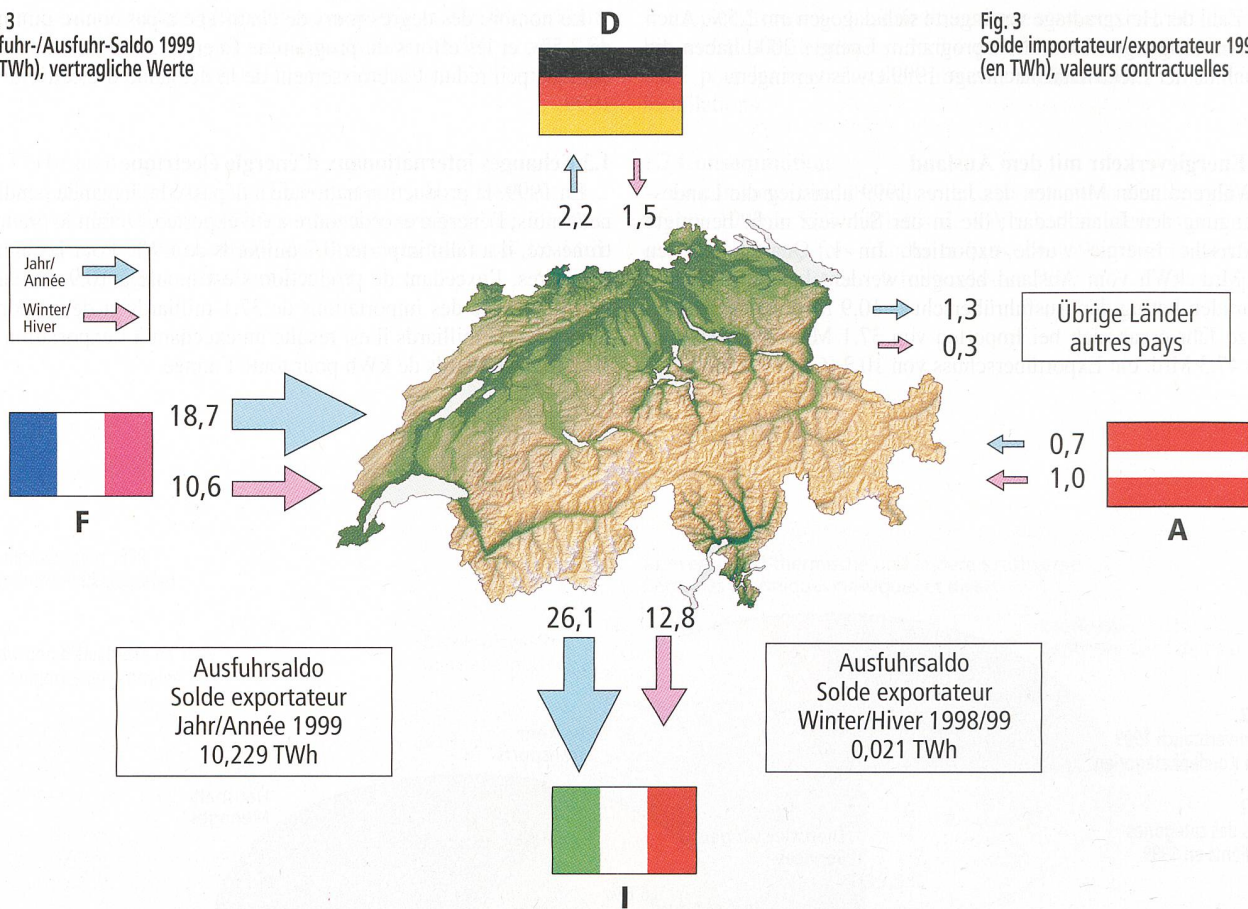 3
fuhr-/Ausfuhr-Saldo 1999
TWh), vertragliche Werte
Fig. 3
Solde importateur/exportateur 199
(en TWh), valeurs contractuelles
D
2,2
1,5
Jahr/
Année
Winter/
Hiver
1,3
0,3
Übrige Länder
autres pays
18,7
10,6
F
0,7
1,0
A
26,1
12,8
Ausfuhrsaldo
Solde exportateur
Jahr/Année 1999
10,229 TWh
Ausfuhrsaldo
Solde exportateur
Winter/Hiver 1998/99
0,021 TWh
I